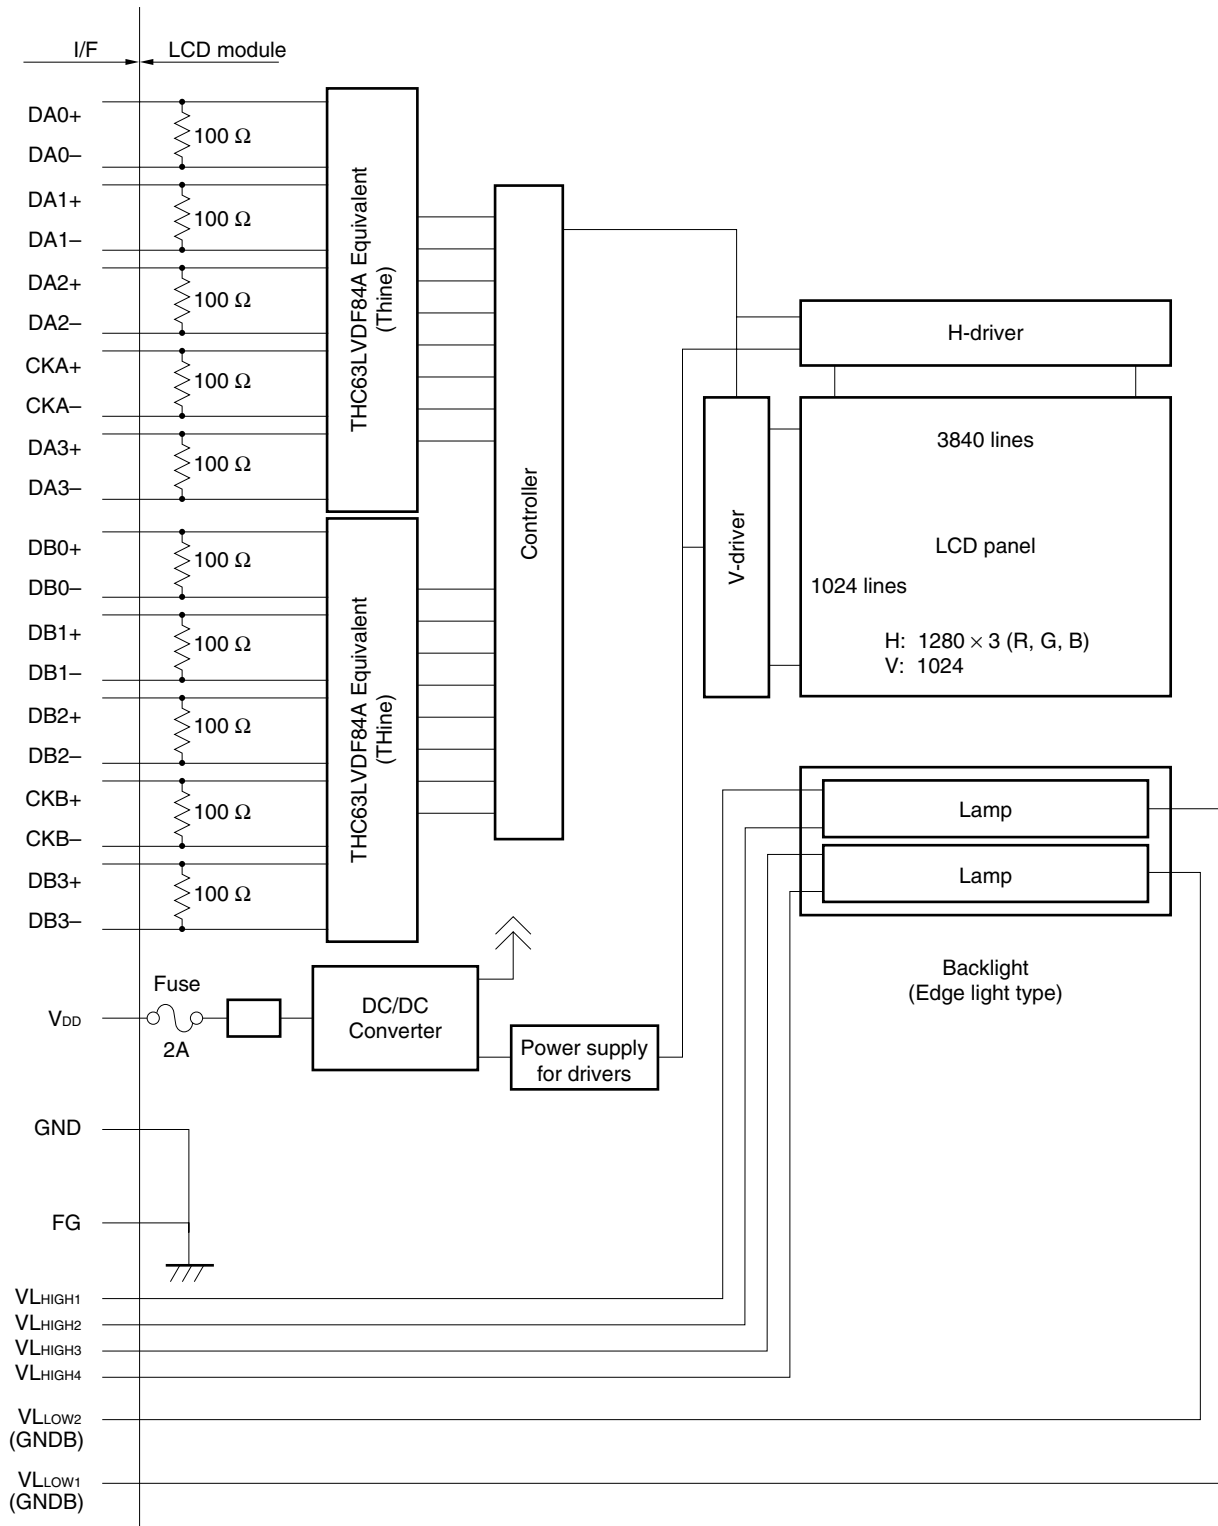 I/F
LCD module
DA0+
100 Ω
DA0–
DA1+
100 Ω
DA1–
DA2+
100 Ω
DA2–
CKA+
100 Ω
CKA–
DA3+
100 Ω
DA3–
THC63LVDF84A Equivalent
(Thine)
DB0+
100 Ω
DB0–
DB1+
100 Ω
DB1–
DB2+
100 Ω
DB2–
CKB+
100 Ω
CKB–
DB3+
100 Ω
DB3–
THC63LVDF84A Equivalent
(THine)
Controller
H-driver
V-driver
3840 lines
LCD panel
1024 lines
H: 1280 × 3 (R, G, B)
V: 1024
Lamp
Lamp
Backlight
(Edge light type)
VDD
Fuse
2A
DC/DC
Converter
Power supply
for drivers
GND
FG
VLHIGH1
VLHIGH2
VLHIGH3
VLHIGH4
VLLOW2
(GNDB)
VLLOW1
(GNDB)